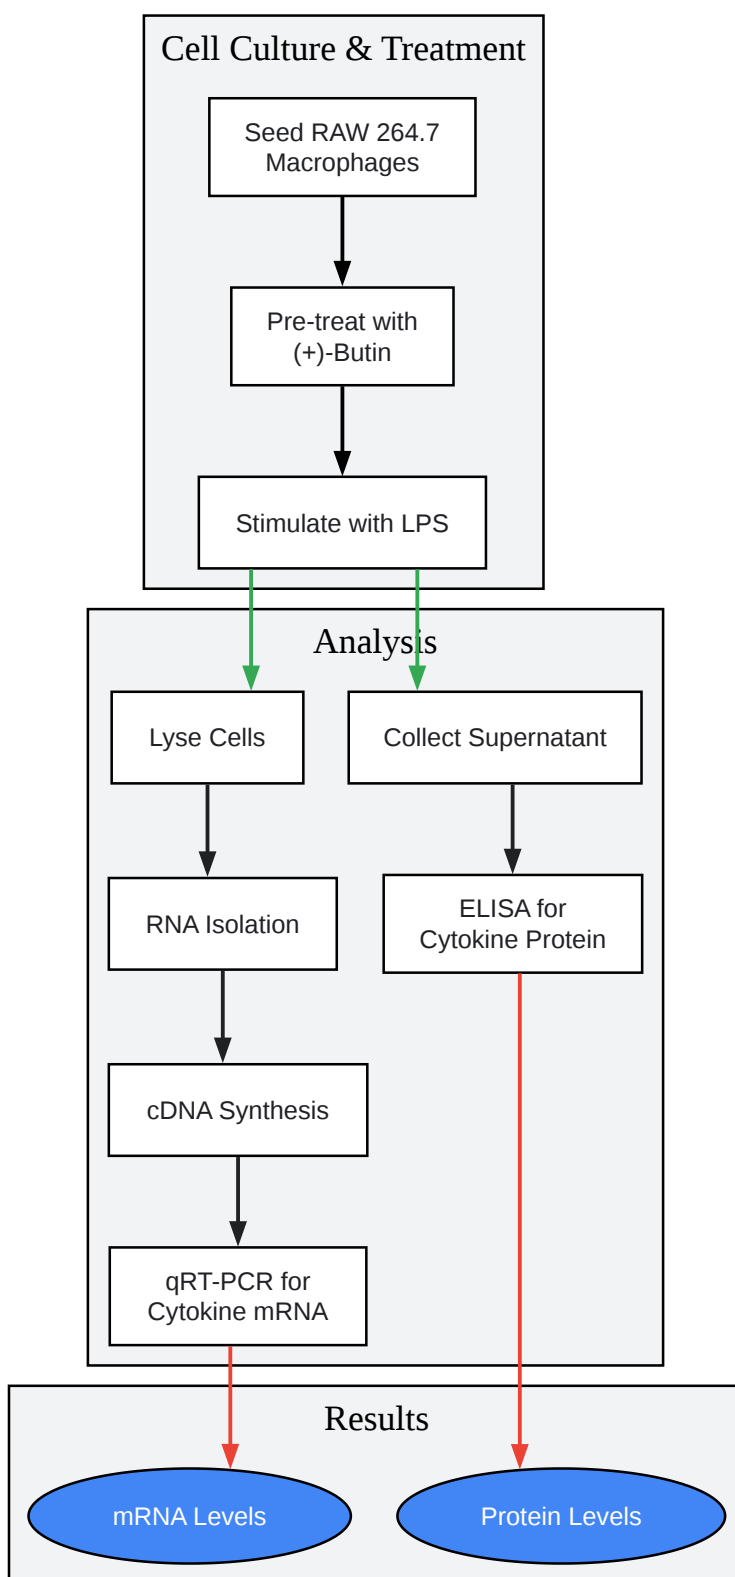 Cell Culture & Treatment
Seed RAW 264.7
Macrophages
Pre-treat with
(+)-Butin
Stimulate with LPS
Analysis
Lyse Cells
Collect Supernatant
RNA Isolation
ELISA for
Cytokine Protein
cDNA Synthesis
qRT-PCR for
Cytokine mRNA
Results
mRNA Levels
Protein Levels